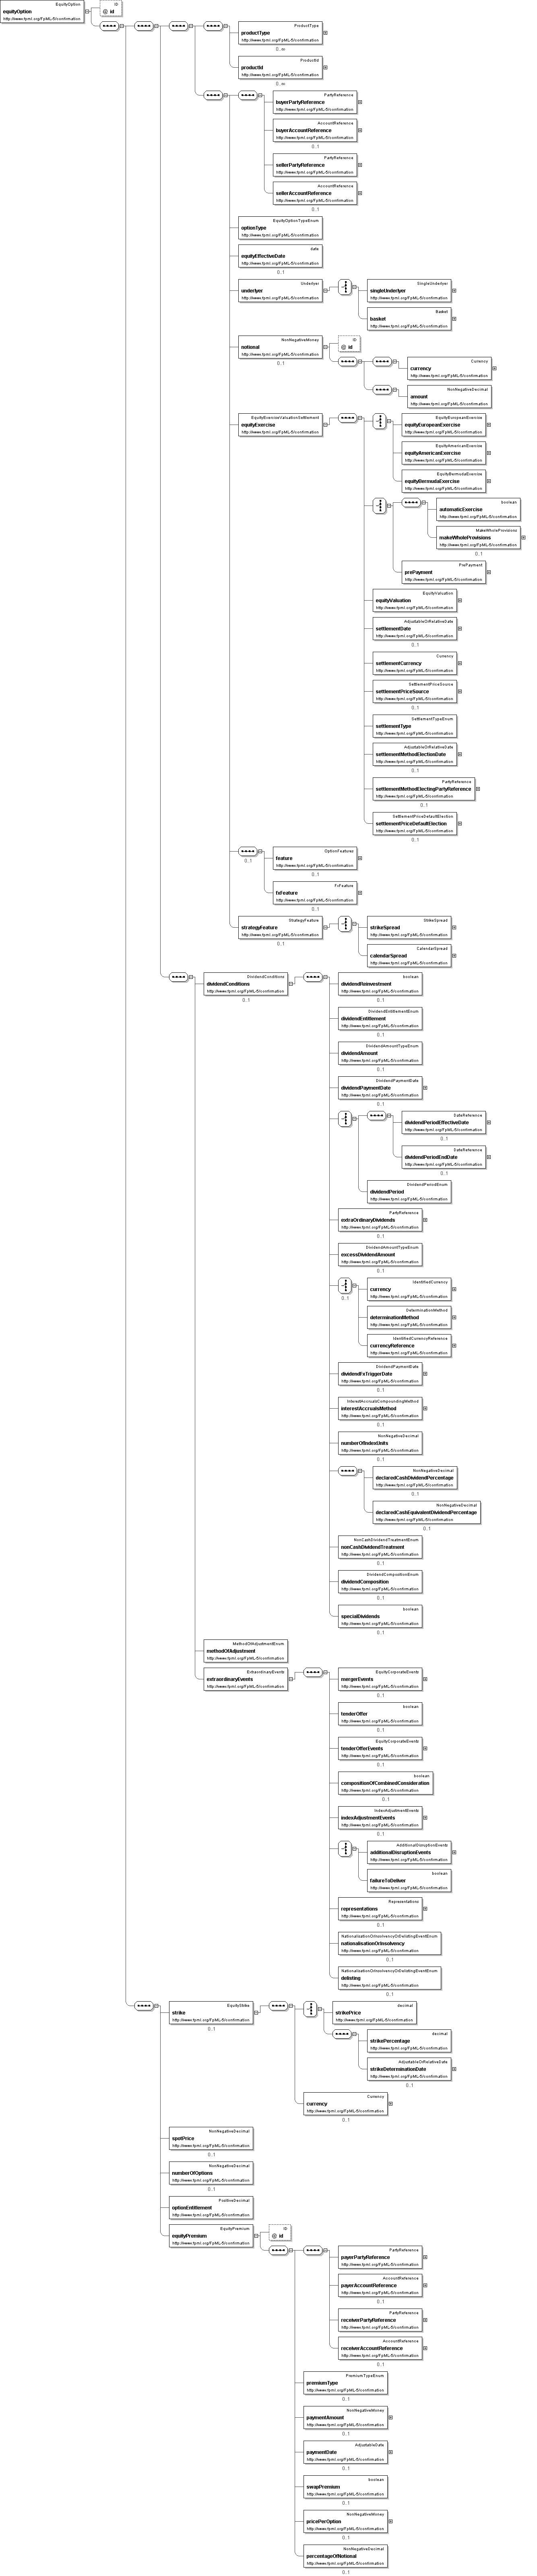 EquityOption
equityOption
http://www.fpml.org/FpML-5/confirmation
ID
@ id
ProductType
productType
http://www.fpml.org/FpML-5/confirmation
0..∞
ProductId
productId
http://www.fpml.org/FpML-5/confirmation
0..∞
PartyReference
buyerPartyReference
http://www.fpml.org/FpML-5/confirmation
AccountReference
buyerAccountReference
http://www.fpml.org/FpML-5/confirmation
0..1
PartyReference
sellerPartyReference
http://www.fpml.org/FpML-5/confirmation
AccountReference
sellerAccountReference
http://www.fpml.org/FpML-5/confirmation
0..1
EquityOptionTypeEnum
optionType
http://www.fpml.org/FpML-5/confirmation
date
equityEffectiveDate
http://www.fpml.org/FpML-5/confirmation
0..1
Underlyer
underlyer
http://www.fpml.org/FpML-5/confirmation
SingleUnderlyer
singleUnderlyer
http://www.fpml.org/FpML-5/confirmation
Basket
basket
http://www.fpml.org/FpML-5/confirmation
NonNegativeMoney
notional
http://www.fpml.org/FpML-5/confirmation
0..1
ID
@ id
Currency
currency
http://www.fpml.org/FpML-5/confirmation
NonNegativeDecimal
amount
http://www.fpml.org/FpML-5/confirmation
EquityExerciseValuationSettlement
equityExercise
http://www.fpml.org/FpML-5/confirmation
EquityEuropeanExercise
equityEuropeanExercise
http://www.fpml.org/FpML-5/confirmation
EquityAmericanExercise
equityAmericanExercise
http://www.fpml.org/FpML-5/confirmation
EquityBermudaExercise
equityBermudaExercise
http://www.fpml.org/FpML-5/confirmation
boolean
automaticExercise
http://www.fpml.org/FpML-5/confirmation
MakeWholeProvisions
makeWholeProvisions
http://www.fpml.org/FpML-5/confirmation
0..1
PrePayment
prePayment
http://www.fpml.org/FpML-5/confirmation
EquityValuation
equityValuation
http://www.fpml.org/FpML-5/confirmation
AdjustableOrRelativeDate
settlementDate
http://www.fpml.org/FpML-5/confirmation
0..1
Currency
settlementCurrency
http://www.fpml.org/FpML-5/confirmation
SettlementPriceSource
settlementPriceSource
http://www.fpml.org/FpML-5/confirmation
0..1
SettlementTypeEnum
settlementType
http://www.fpml.org/FpML-5/confirmation
AdjustableOrRelativeDate
settlementMethodElectionDate
http://www.fpml.org/FpML-5/confirmation
0..1
PartyReference
settlementMethodElectingPartyReference
http://www.fpml.org/FpML-5/confirmation
0..1
SettlementPriceDefaultElection
settlementPriceDefaultElection
http://www.fpml.org/FpML-5/confirmation
0..1
0..1
OptionFeatures
feature
http://www.fpml.org/FpML-5/confirmation
0..1
FxFeature
fxFeature
http://www.fpml.org/FpML-5/confirmation
0..1
StrategyFeature
strategyFeature
http://www.fpml.org/FpML-5/confirmation
0..1
StrikeSpread
strikeSpread
http://www.fpml.org/FpML-5/confirmation
CalendarSpread
calendarSpread
http://www.fpml.org/FpML-5/confirmation
DividendConditions
dividendConditions
http://www.fpml.org/FpML-5/confirmation
0..1
boolean
dividendReinvestment
http://www.fpml.org/FpML-5/confirmation
0..1
DividendEntitlementEnum
dividendEntitlement
http://www.fpml.org/FpML-5/confirmation
0..1
DividendAmountTypeEnum
dividendAmount
http://www.fpml.org/FpML-5/confirmation
0..1
DividendPaymentDate
dividendPaymentDate
http://www.fpml.org/FpML-5/confirmation
0..1
DateReference
dividendPeriodEffectiveDate
http://www.fpml.org/FpML-5/confirmation
0..1
DateReference
dividendPeriodEndDate
http://www.fpml.org/FpML-5/confirmation
0..1
DividendPeriodEnum
dividendPeriod
http://www.fpml.org/FpML-5/confirmation
PartyReference
extraOrdinaryDividends
http://www.fpml.org/FpML-5/confirmation
0..1
DividendAmountTypeEnum
excessDividendAmount
http://www.fpml.org/FpML-5/confirmation
0..1
0..1
IdentifiedCurrency
currency
http://www.fpml.org/FpML-5/confirmation
DeterminationMethod
determinationMethod
http://www.fpml.org/FpML-5/confirmation
IdentifiedCurrencyReference
currencyReference
http://www.fpml.org/FpML-5/confirmation
DividendPaymentDate
dividendFxTriggerDate
http://www.fpml.org/FpML-5/confirmation
0..1
InterestAccrualsCompoundingMethod
interestAccrualsMethod
http://www.fpml.org/FpML-5/confirmation
0..1
NonNegativeDecimal
numberOfIndexUnits
http://www.fpml.org/FpML-5/confirmation
0..1
NonNegativeDecimal
declaredCashDividendPercentage
http://www.fpml.org/FpML-5/confirmation
0..1
NonNegativeDecimal
declaredCashEquivalentDividendPercentage
http://www.fpml.org/FpML-5/confirmation
0..1
NonCashDividendTreatmentEnum
nonCashDividendTreatment
http://www.fpml.org/FpML-5/confirmation
0..1
DividendCompositionEnum
dividendComposition
http://www.fpml.org/FpML-5/confirmation
0..1
boolean
specialDividends
http://www.fpml.org/FpML-5/confirmation
0..1
MethodOfAdjustmentEnum
methodOfAdjustment
http://www.fpml.org/FpML-5/confirmation
ExtraordinaryEvents
extraordinaryEvents
http://www.fpml.org/FpML-5/confirmation
EquityCorporateEvents
mergerEvents
http://www.fpml.org/FpML-5/confirmation
0..1
boolean
tenderOffer
http://www.fpml.org/FpML-5/confirmation
0..1
EquityCorporateEvents
tenderOfferEvents
http://www.fpml.org/FpML-5/confirmation
0..1
boolean
compositionOfCombinedConsideration
http://www.fpml.org/FpML-5/confirmation
0..1
IndexAdjustmentEvents
indexAdjustmentEvents
http://www.fpml.org/FpML-5/confirmation
0..1
AdditionalDisruptionEvents
additionalDisruptionEvents
http://www.fpml.org/FpML-5/confirmation
boolean
failureToDeliver
http://www.fpml.org/FpML-5/confirmation
Representations
representations
http://www.fpml.org/FpML-5/confirmation
0..1
NationalisationOrInsolvencyOrDelistingEventEnum
nationalisationOrInsolvency
http://www.fpml.org/FpML-5/confirmation
0..1
NationalisationOrInsolvencyOrDelistingEventEnum
delisting
http://www.fpml.org/FpML-5/confirmation
0..1
EquityStrike
strike
http://www.fpml.org/FpML-5/confirmation
0..1
decimal
strikePrice
http://www.fpml.org/FpML-5/confirmation
decimal
strikePercentage
http://www.fpml.org/FpML-5/confirmation
AdjustableOrRelativeDate
strikeDeterminationDate
http://www.fpml.org/FpML-5/confirmation
0..1
Currency
currency
http://www.fpml.org/FpML-5/confirmation
0..1
NonNegativeDecimal
spotPrice
http://www.fpml.org/FpML-5/confirmation
0..1
NonNegativeDecimal
numberOfOptions
http://www.fpml.org/FpML-5/confirmation
0..1
PositiveDecimal
optionEntitlement
http://www.fpml.org/FpML-5/confirmation
EquityPremium
equityPremium
http://www.fpml.org/FpML-5/confirmation
ID
@ id
PartyReference
payerPartyReference
http://www.fpml.org/FpML-5/confirmation
AccountReference
payerAccountReference
http://www.fpml.org/FpML-5/confirmation
0..1
PartyReference
receiverPartyReference
http://www.fpml.org/FpML-5/confirmation
AccountReference
receiverAccountReference
http://www.fpml.org/FpML-5/confirmation
0..1
PremiumTypeEnum
premiumType
http://www.fpml.org/FpML-5/confirmation
0..1
NonNegativeMoney
paymentAmount
http://www.fpml.org/FpML-5/confirmation
0..1
AdjustableDate
paymentDate
http://www.fpml.org/FpML-5/confirmation
0..1
boolean
swapPremium
http://www.fpml.org/FpML-5/confirmation
0..1
NonNegativeMoney
pricePerOption
http://www.fpml.org/FpML-5/confirmation
0..1
NonNegativeDecimal
percentageOfNotional
http://www.fpml.org/FpML-5/confirmation
0..1